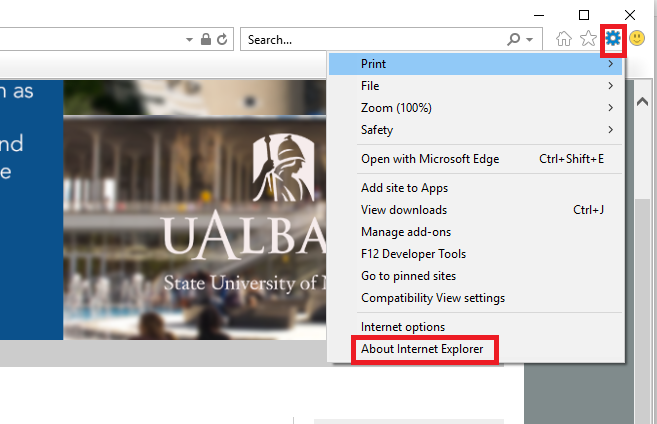 Search...
Print
File
Zoom (100%)
Safety
Open with Microsoft Edge Ctrl+Shift+E
Add site to Apps
View downloads Ctrl+J
Manage add-ons
F12 Developer Tools
Go to pinned sites
Compatibility View settings
Internet options
About Internet Explorer
as
nd
e
UALBA
State University of N